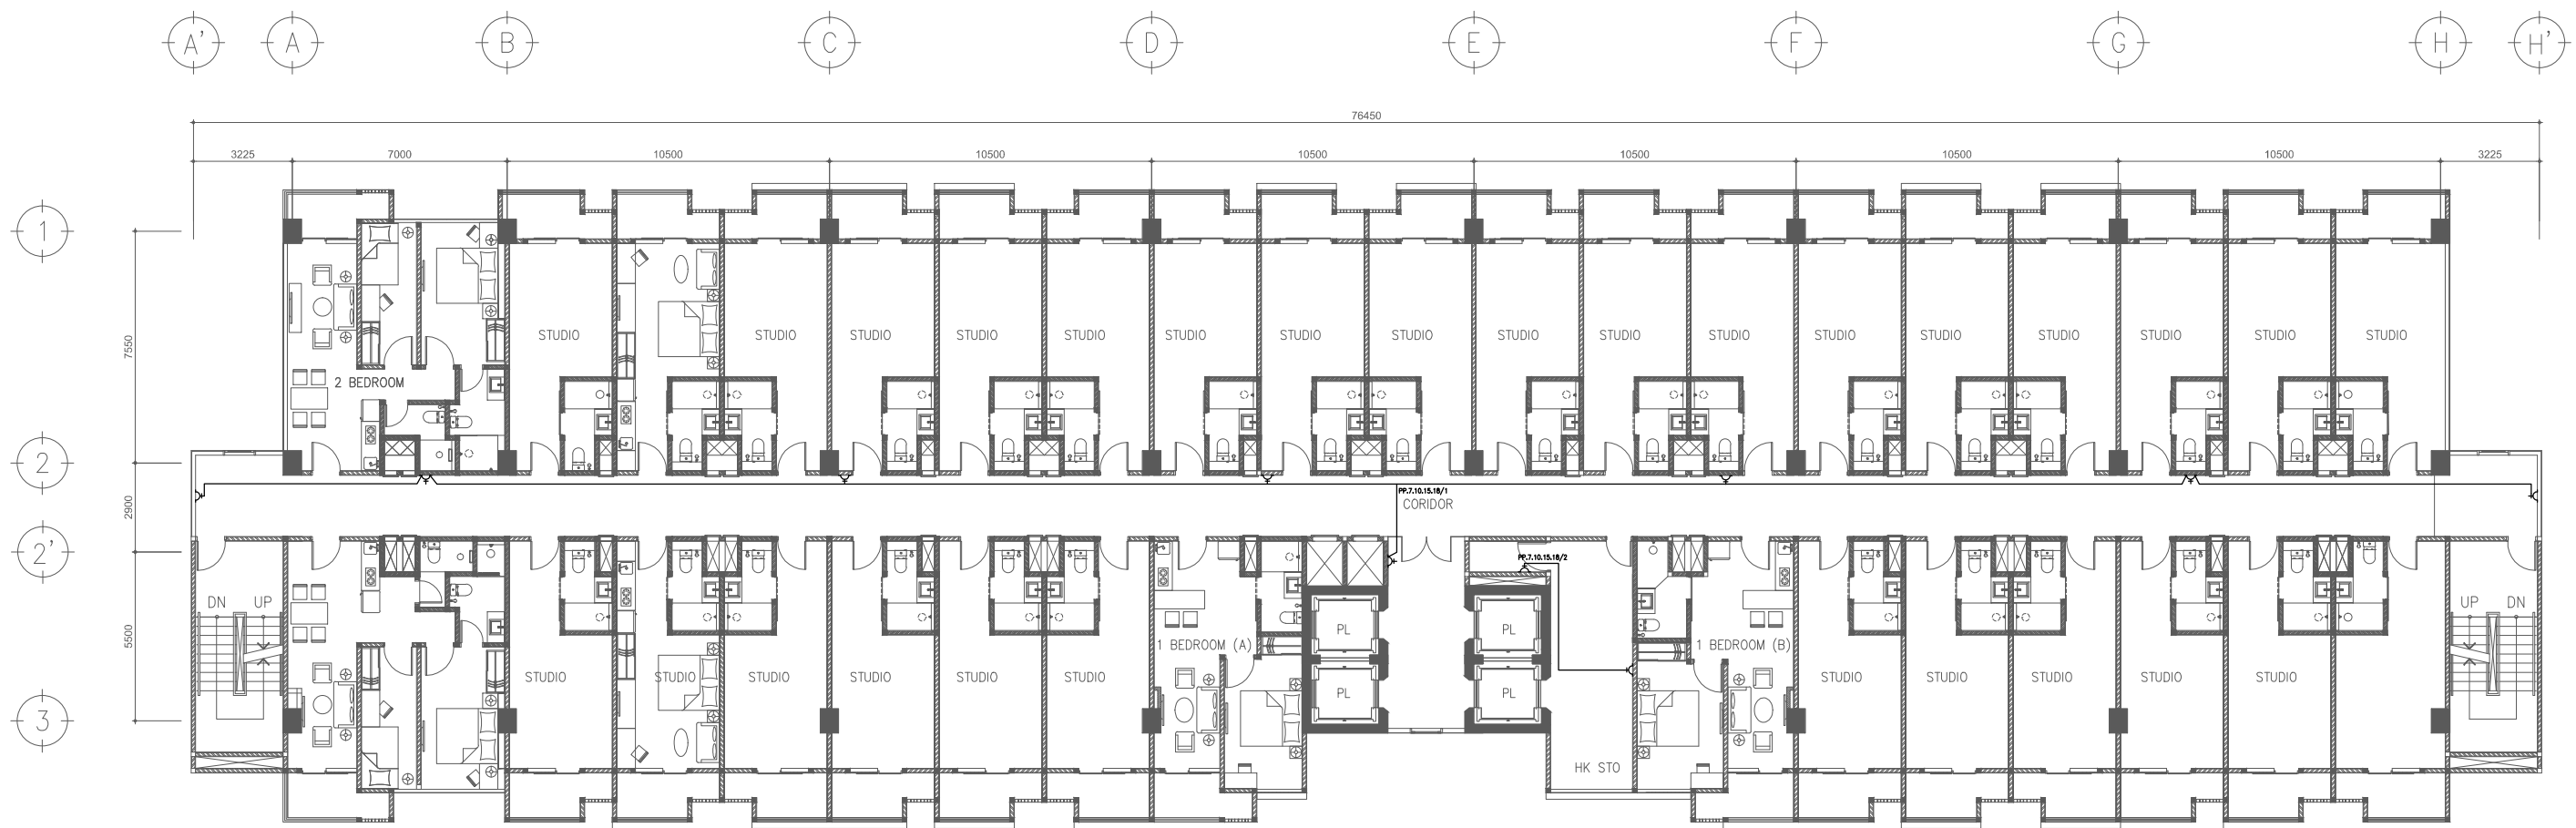 A' A B C D E F G H H'
76450
3225 7000 10500 10500 10500 10500 10500 10500 3225
1
7550
STUDIO STUDIO STUDIO STUDIO STUDIO STUDIO STUDIO STUDIO STUDIO STUDIO STUDIO STUDIO STUDIO STUDIO STUDIO STUDIO STUDIO
2 BEDROOM
2
2900
PP.7.10.15.18/1
CORIDOR
2'
PP.7.10.15.18/2
DN UP UP DN
PL PL
5500
1 BEDROOM (A) 1 BEDROOM (B)
STUDIO STUDIO STUDIO STUDIO STUDIO STUDIO STUDIO STUDIO STUDIO STUDIO STUDIO
PL PL
3
HK STO